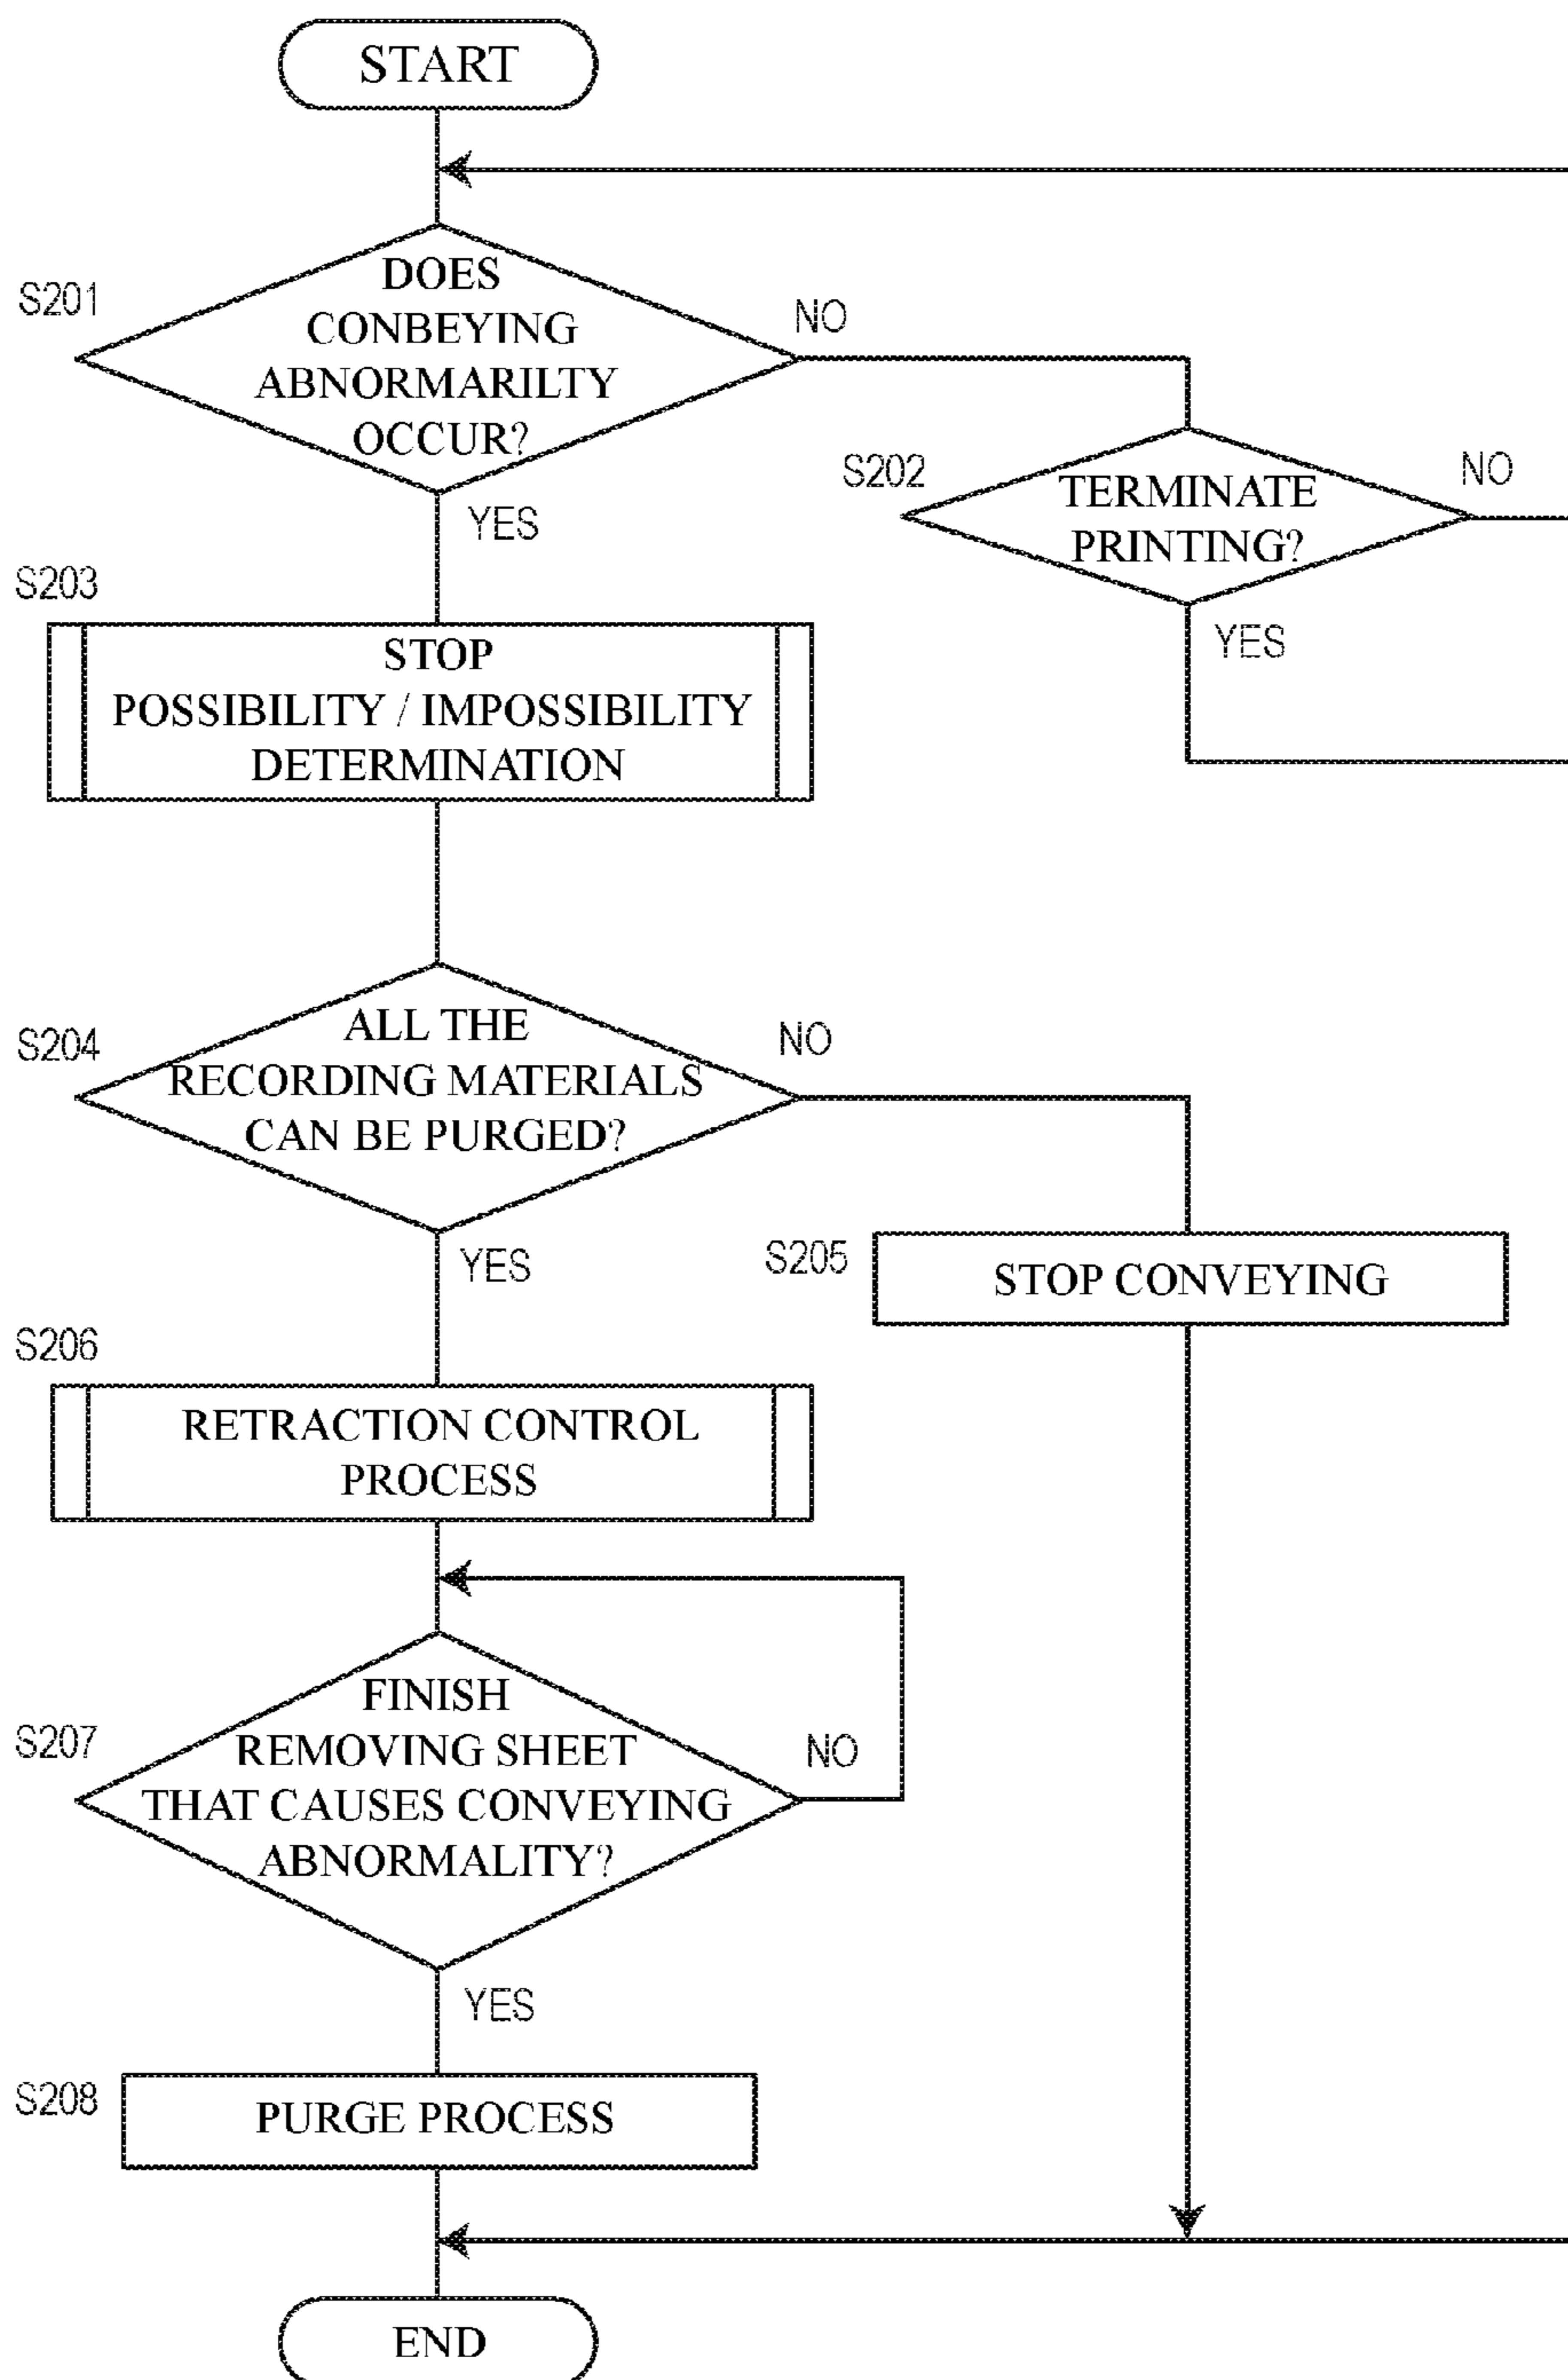 START
S201
DOES
CONBEYING
ABNORMARILTY
OCCUR?
NO
YES
S202
TERMINATE
PRINTING?
NO
YES
S203
STOP
POSSIBILITY / IMPOSSIBILITY
DETERMINATION
S204
ALL THE
RECORDING MATERIALS
CAN BE PURGED?
NO
YES
S205
STOP CONVEYING
S206
RETRACTION CONTROL
PROCESS
S207
FINISH
REMOVING SHEET
THAT CAUSES CONVEYING
ABNORMALITY?
NO
YES
S208
PURGE PROCESS
END